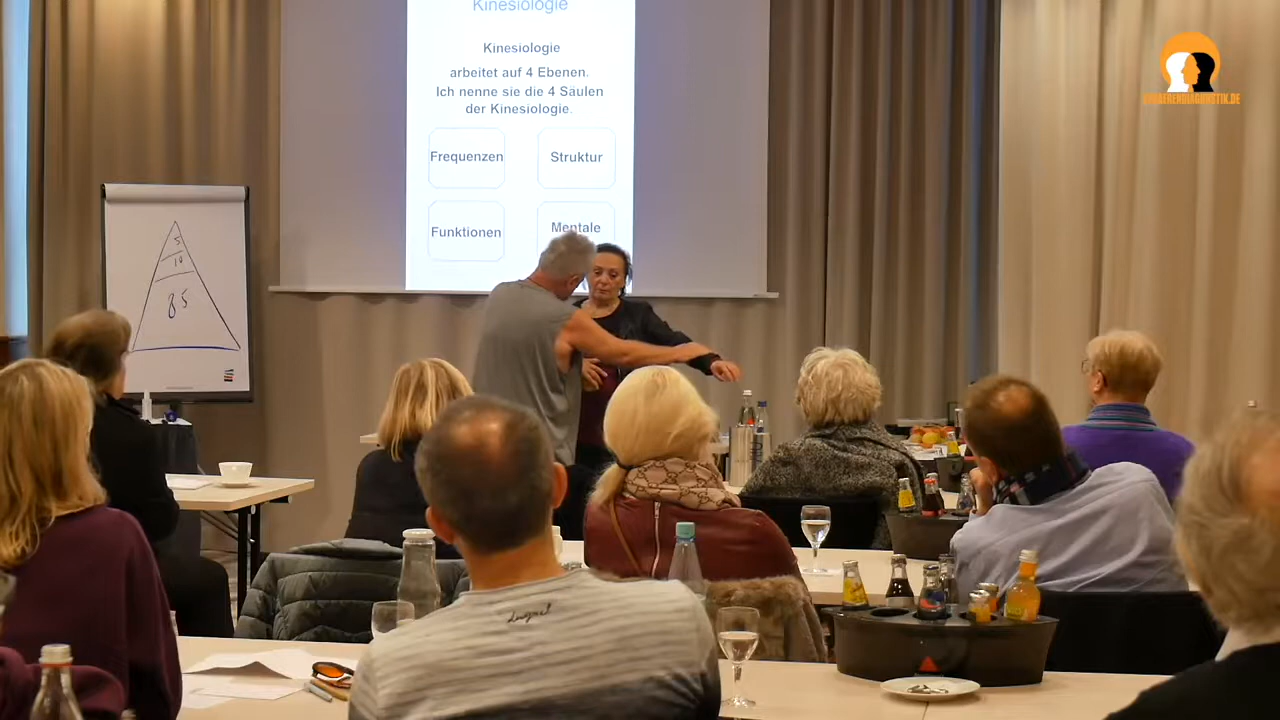 Kinesiologie
Kinesiologie
arbeitet auf 4 Ebenen.
Ich nenne sie die 4 Säulen
der Kinesiologie.
Frequenzen
Struktur
Funktionen
Mentale
5
10
85